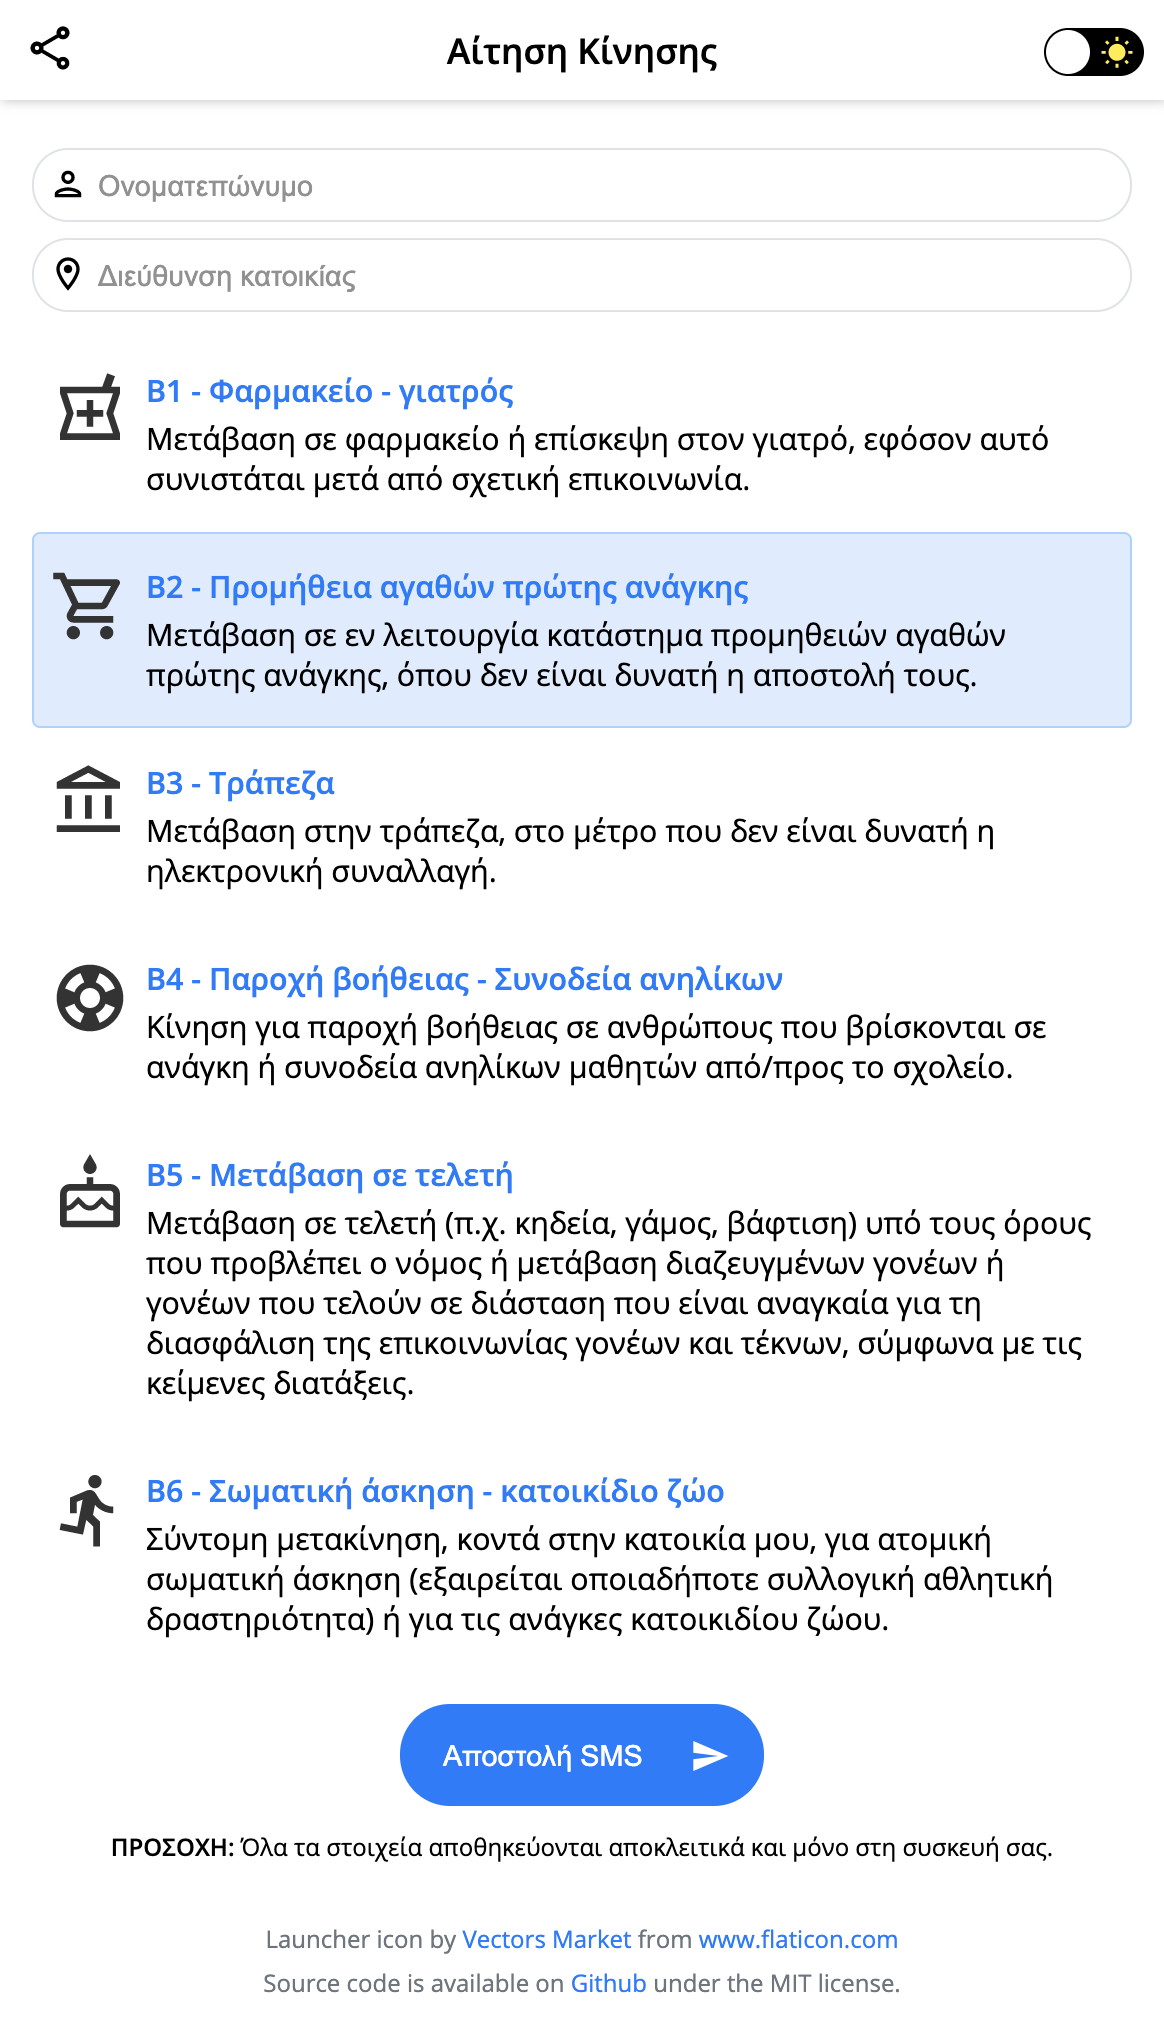 Αίτηση Κίνησης
Ονοματεπώνυμο
Διεύθυνση κατοικίας
B1 - Φαρμακείο - γιατρός
Μετάβαση σε φαρμακείο ή επίσκεψη στον γιατρό, εφόσον αυτό
συνιστάται μετά από σχετική επικοινωνία.
B2 - Προμήθεια αγαθών πρώτης ανάγκης
Μετάβαση σε εν λειτουργία κατάστημα προμηθειών αγαθών
πρώτης ανάγκης, όπου δεν είναι δυνατή η αποστολή τους.
B3 - Τράπεζα
Μετάβαση στην τράπεζα, στο μέτρο που δεν είναι δυνατή η
ηλεκτρονική συναλλαγή.
B4 - Παροχή βοήθειας - Συνοδεία ανηλίκων
Κίνηση για παροχή βοήθειας σε ανθρώπους που βρίσκονται σε
ανάγκη ή συνοδεία ανηλίκων μαθητών από/προς το σχολείο.
B5 - Μετάβαση σε τελετή
Μετάβαση σε τελετή (π.χ. κηδεία, γάμος, βάφτιση) υπό τους όρους
που προβλέπει ο νόμος ή μετάβαση διαζευγμένων γονέων ή
γονέων που τελούν σε διάσταση που είναι αναγκαία για τη
διασφάλιση της επικοινωνίας γονέων και τέκνων, σύμφωνα με τις
κείμενες διατάξεις.
B6 - Σωματική άσκηση - κατοικίδιο ζώο
Σύντομη μετακίνηση, κοντά στην κατοικία μου, για ατομική
σωματική άσκηση (εξαιρείται οποιαδήποτε συλλογική αθλητική
δραστηριότητα) ή για τις ανάγκες κατοικιδίου ζώου.
Αποστολή SMS
ΠΡΟΣΟΧΗ: Όλα τα στοιχεία αποθηκεύονται αποκλειτικά και μόνο στη συσκευή σας.
Launcher icon by Vectors Market from www.flaticon.com
Source code is available on Github under the MIT license.